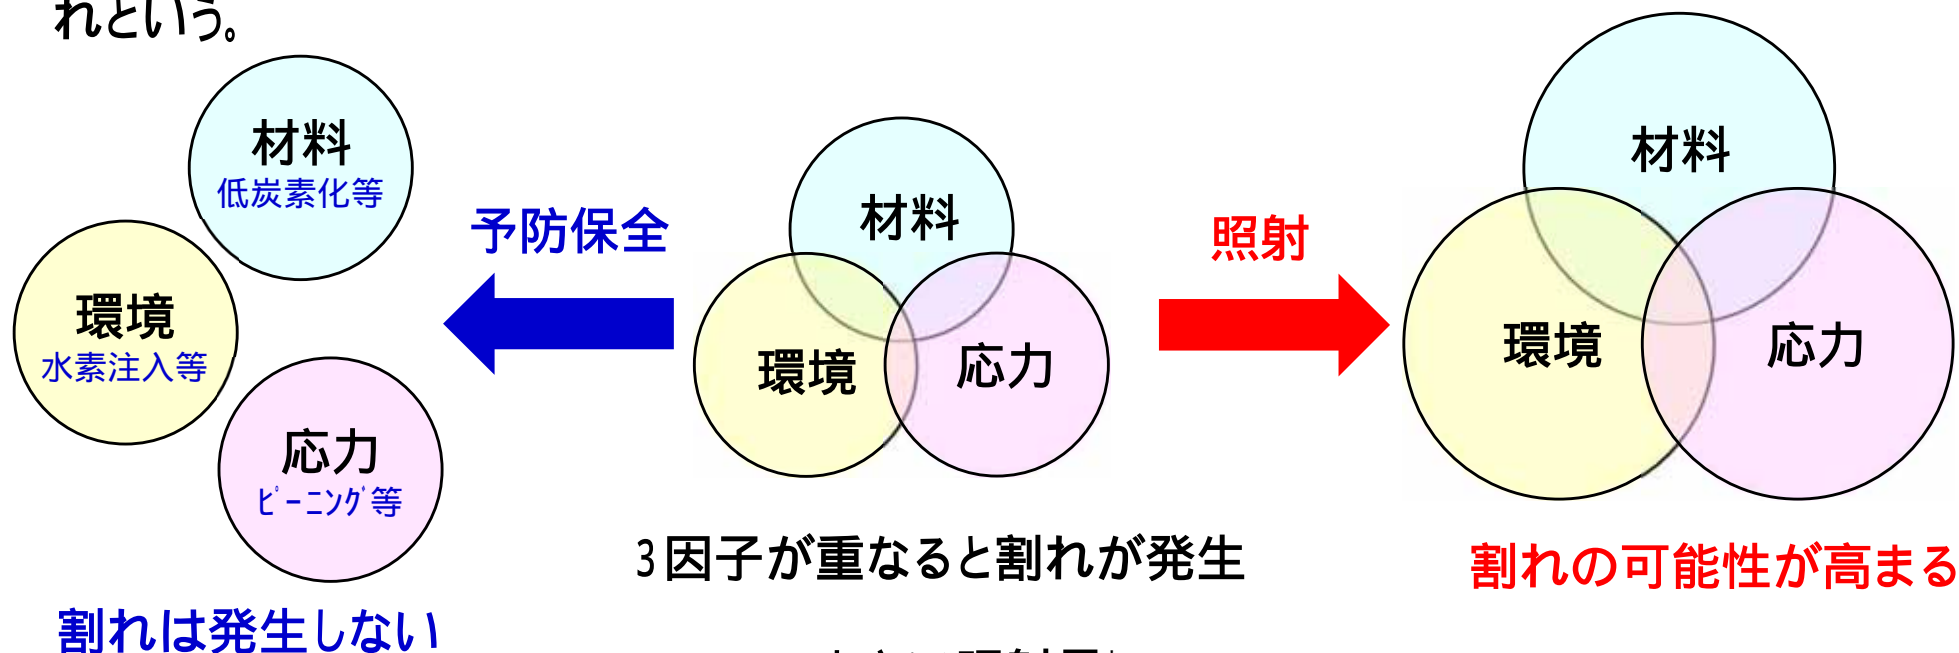 れという。
材料
低炭素化等
環境
水素注入等
応力
ﾋﾟｰﾆﾝｸﾞ等
割れは発生しない
予防保全
材料
環境
応力
3因子が重なると割れが発生
照射
材料
環境
応力
割れの可能性が高まる